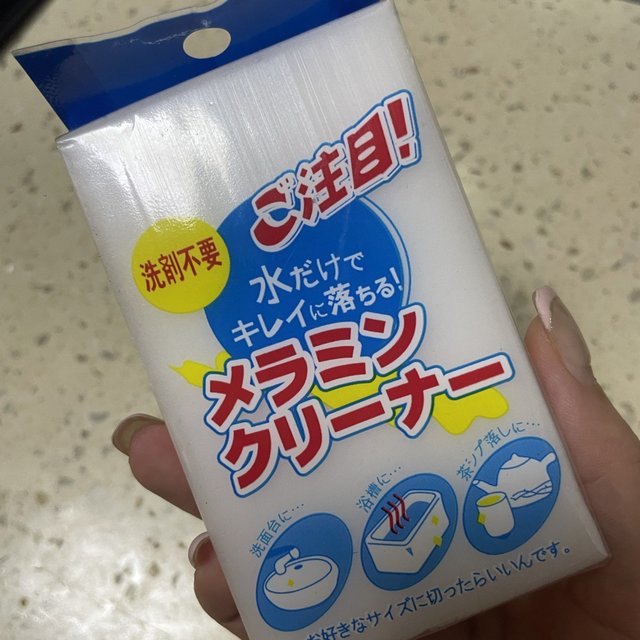 ご注目!
洗剤不要
水だけで
キレイに落ちる!
メラミン
クリーナー
洗面台に…
浴槽に…
茶シブ落しに…
お好きなサイズに切ったらいいんです。